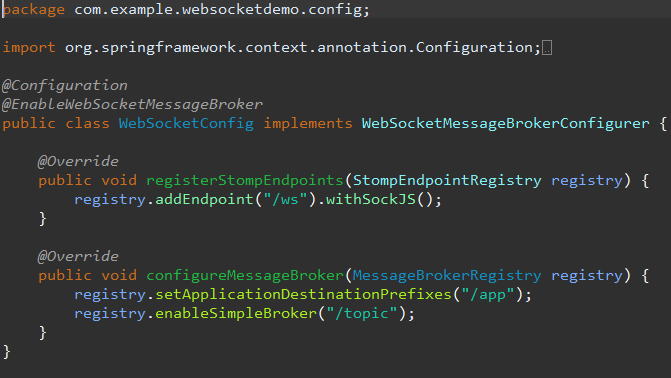 package com.example.websocketdemo.config;
import org.springframework.context.annotation.Configuration;
@Configuration
@EnableWebSocketMessageBroker
public class WebSocketConfig implements WebSocketMessageBrokerConfigurer {
@Override
public void registerStompEndpoints(StompEndpointRegistry registry) {
registry.addEndpoint("/ws").withSockJS();
}
@Override
public void configureMessageBroker(MessageBrokerRegistry registry) {
registry.setApplicationDestinationPrefixes("/app");
registry.enableSimpleBroker("/topic");
}
}